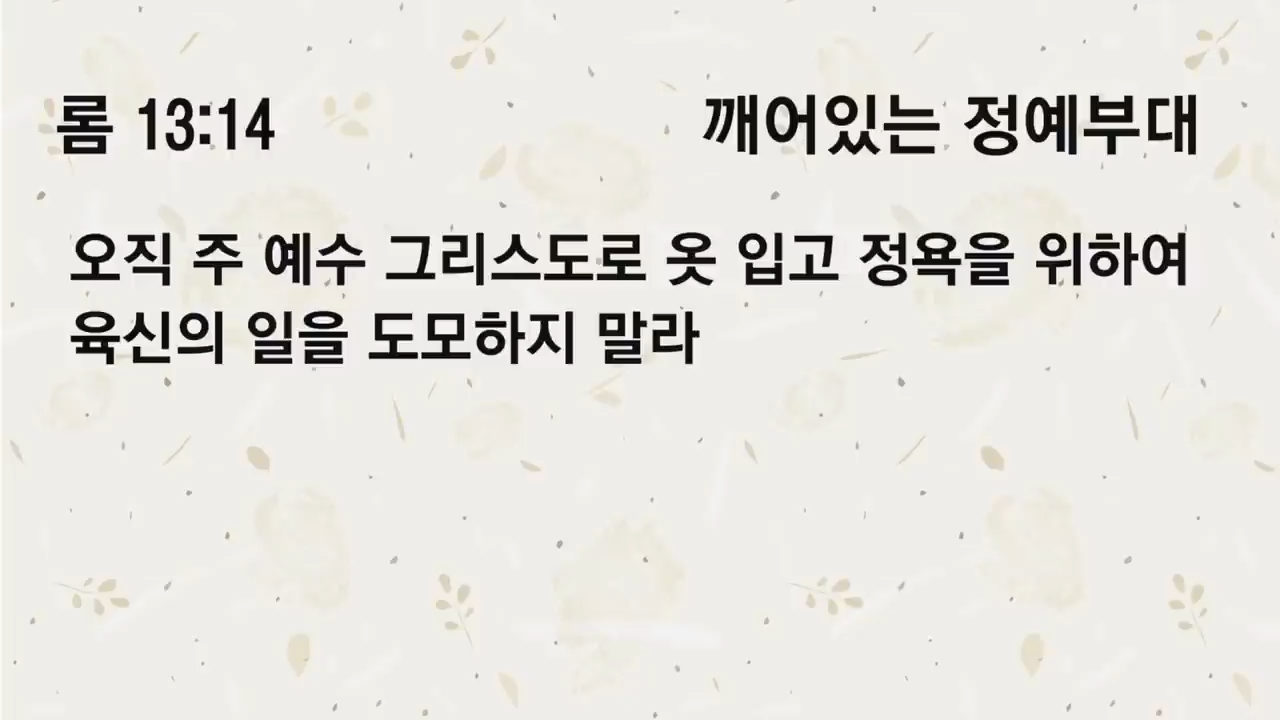 롬 13:14 깨어있는 정예부대
오직 주 예수 그리스도로 옷 입고 정욕을 위하여
육신의 일을 도모하지 말라